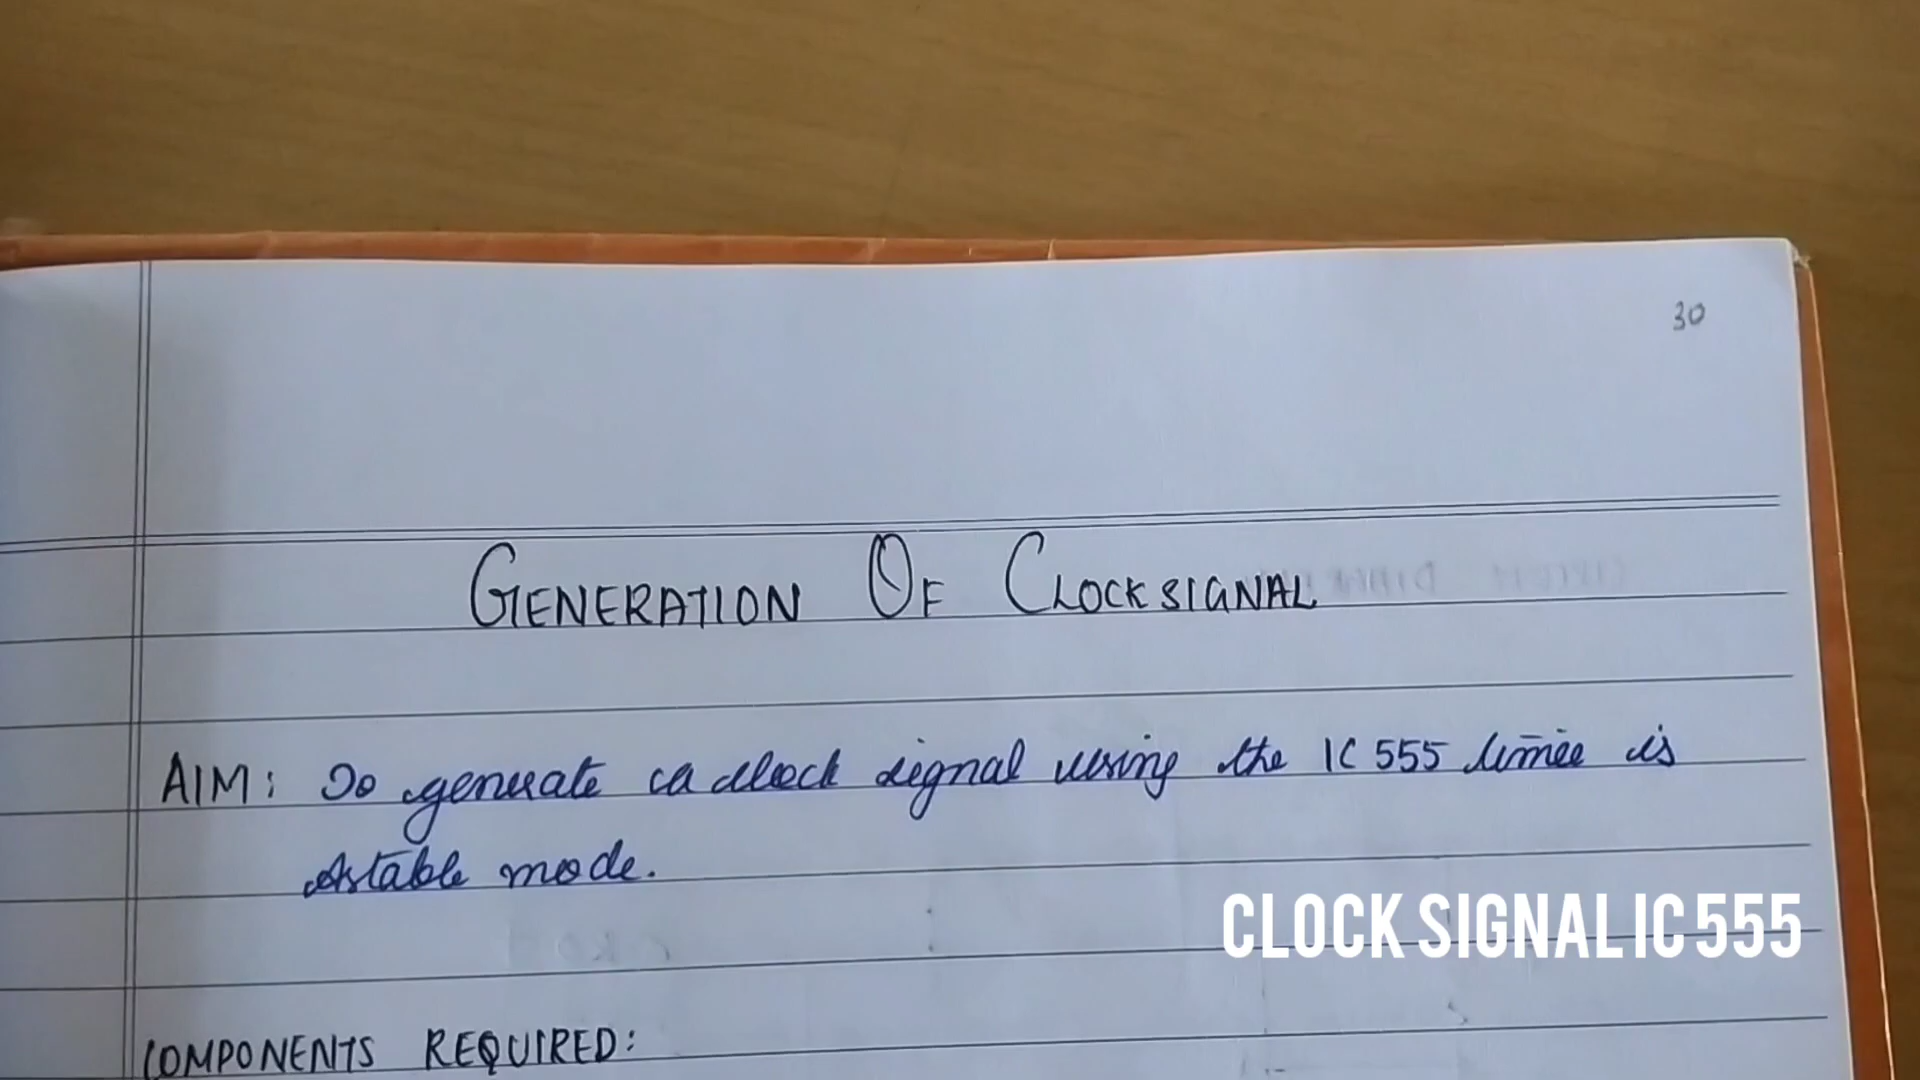 30
GENERATION OF CLOCK SIGNAL
AIM: To generate a clock signal using the IC 555 timer is
Astable mode.
CLOCK SIGNAL IC 555
COMPONENTS REQUIRED: